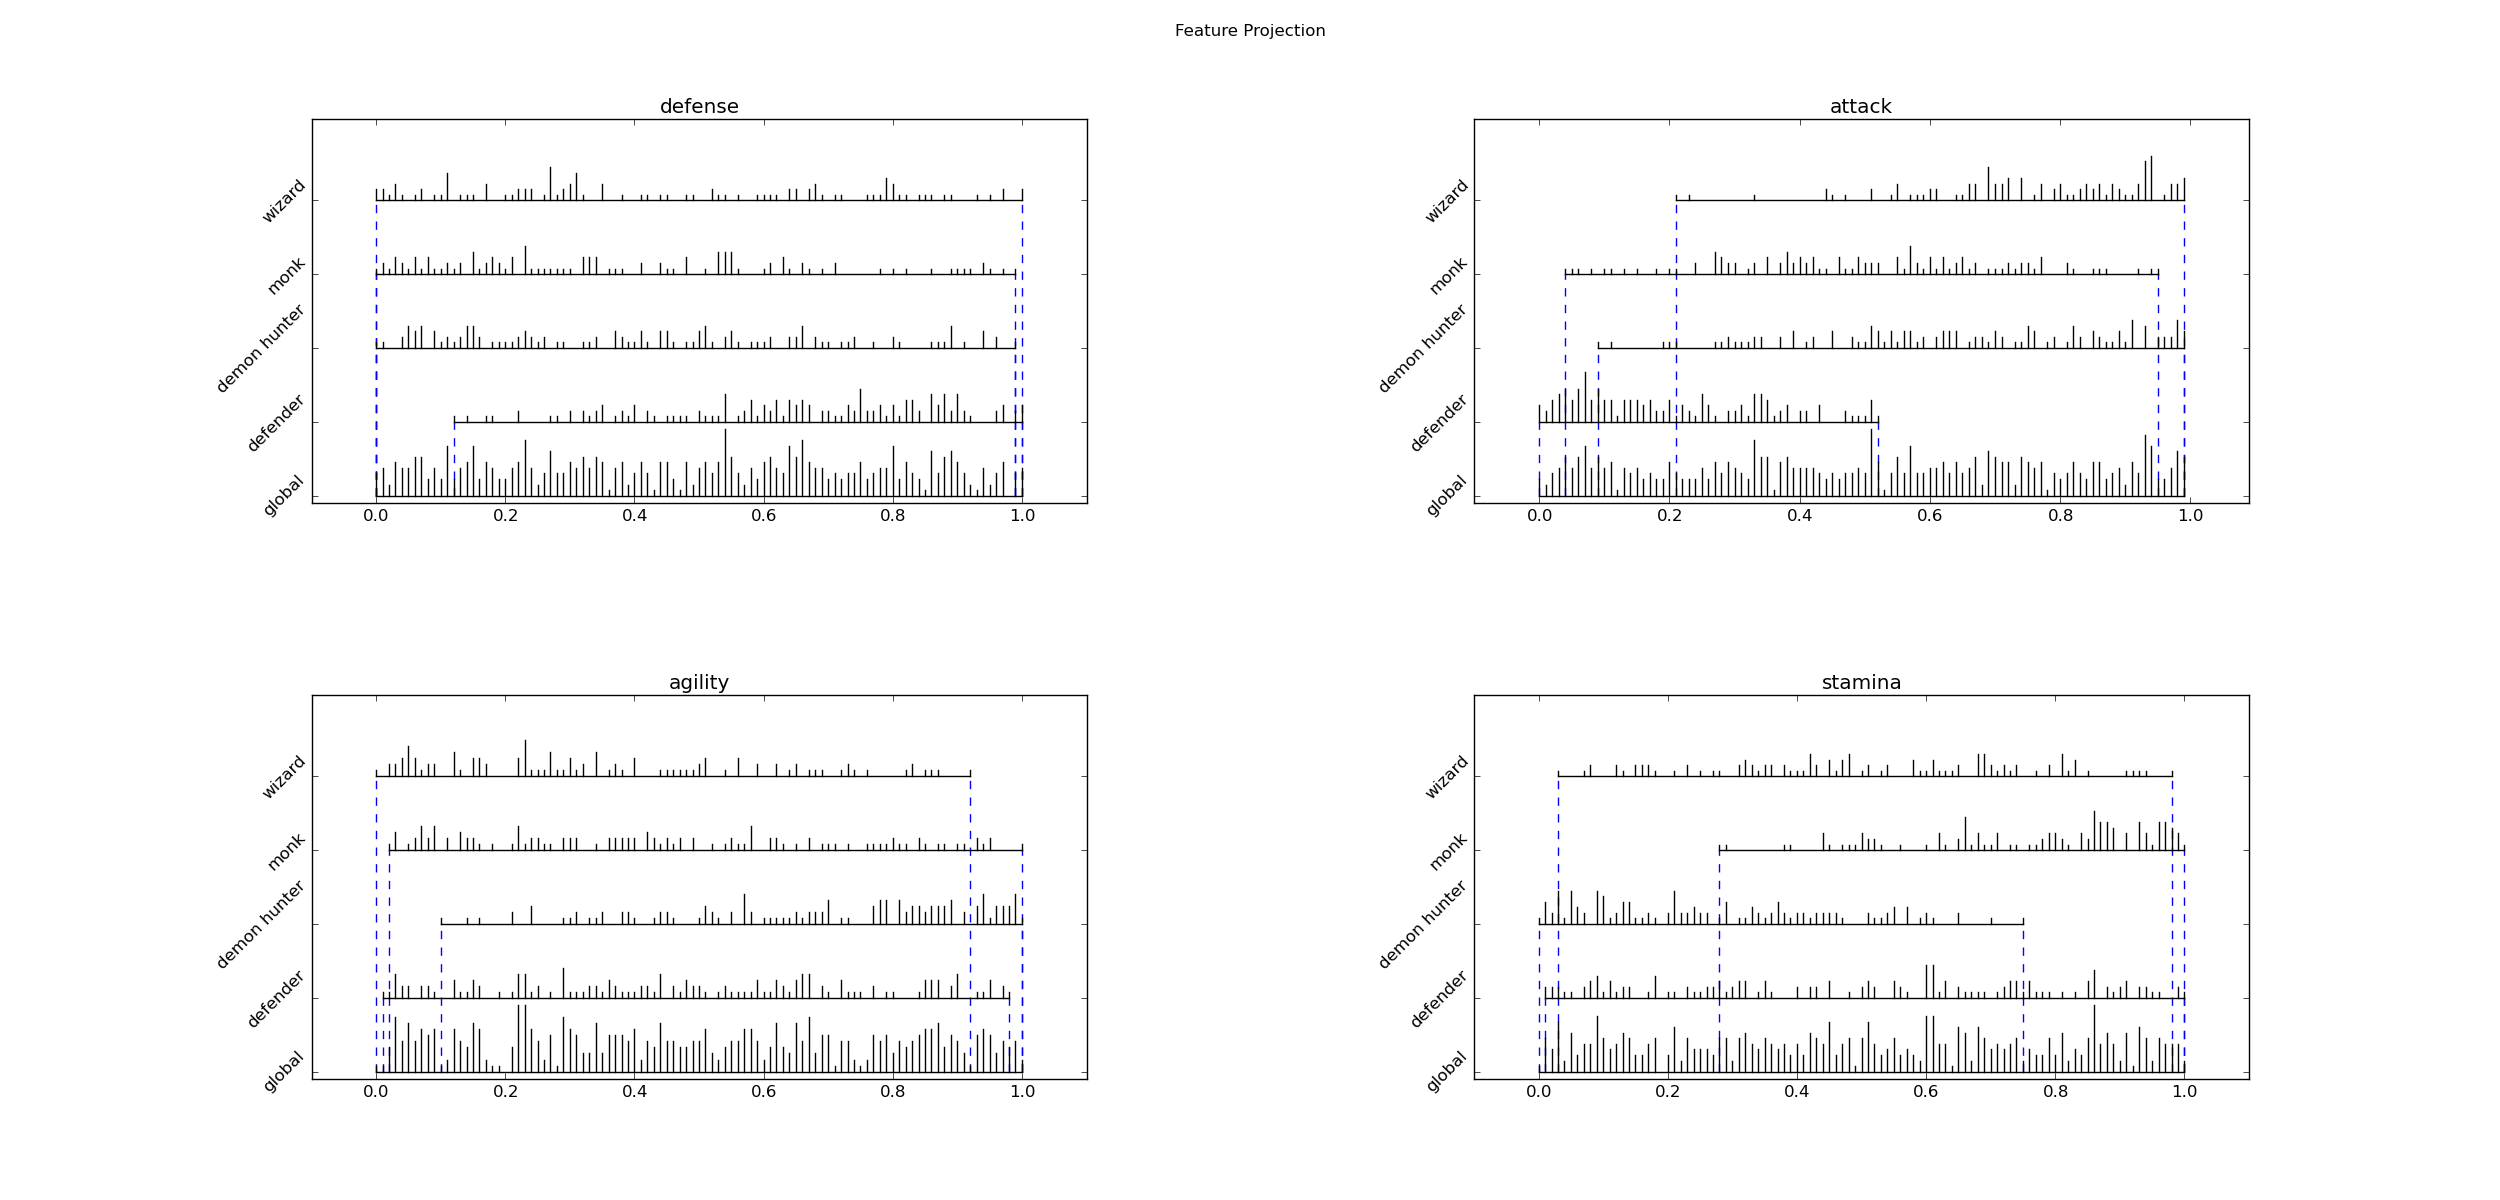 Feature Projection
defense
wizard
monk
demon hunter
defender
global
0.0 0.2 0.4 0.6 0.8 1.0
attack
wizard
monk
demon hunter
defender
global
0.0 0.2 0.4 0.6 0.8 1.0
agility
wizard
monk
demon hunter
defender
global
0.0 0.2 0.4 0.6 0.8 1.0
stamina
wizard
monk
demon hunter
defender
global
0.0 0.2 0.4 0.6 0.8 1.0